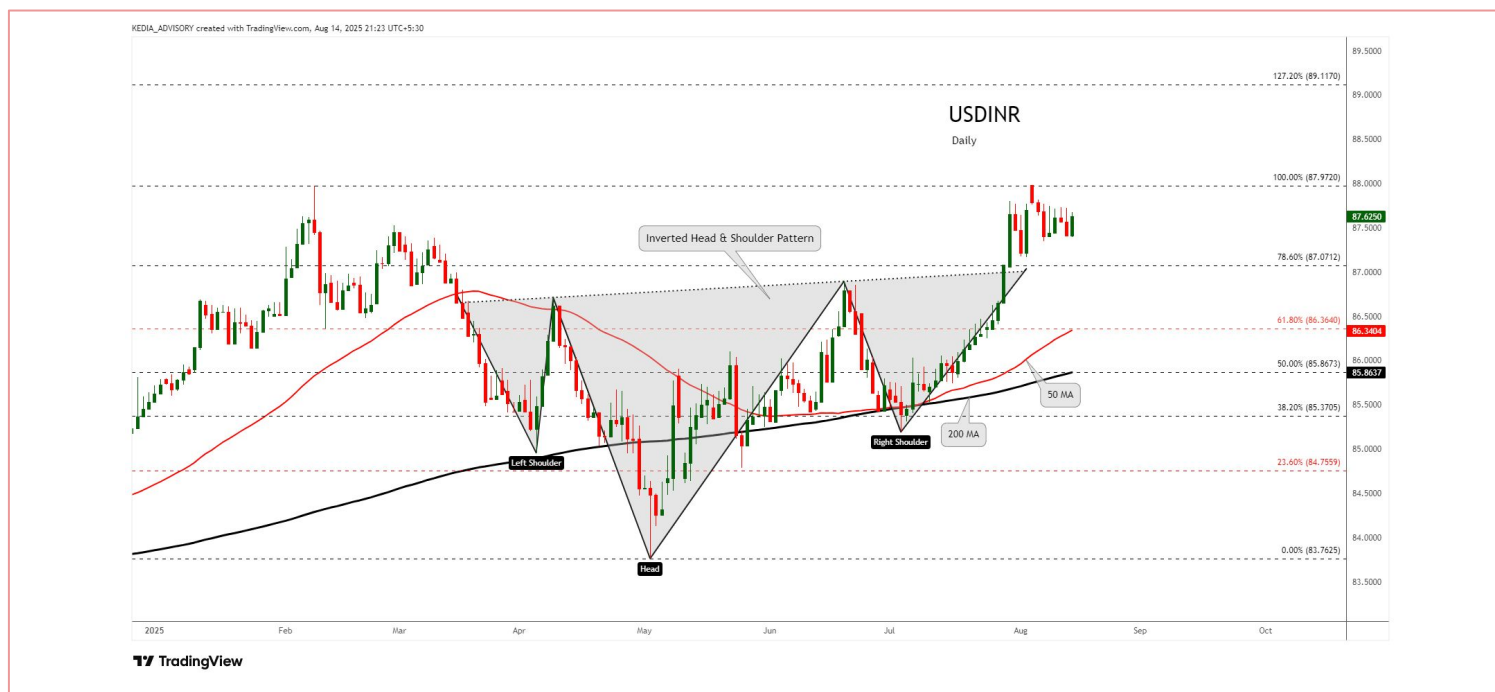 KEDIA_ADVISORY created with TradingView.com, Aug 14, 2025 21:23 UTC+5:30
89.5000
127.20% (89.1170)
89.0000
USDINR
Daily
88.5000
100.00% (87.9720)
88.0000
87.6250
87.5000
Inverted Head & Shoulder Pattern
78.60% (87.0712)
87.0000
86.5000
61.80% (86.3640)
86.3404
86.0000
50.00% (85.8673)
85.8637
50 MA
85.5000
38.20% (85.3705)
200 MA
Right Shoulder
85.0000
Left Shoulder
23.60% (84.7559)
84.5000
84.0000
0.00% (83.7625)
Head
83.5000
2025 Feb Mar Apr May Jun Jul Aug Sep Oct
TradingView